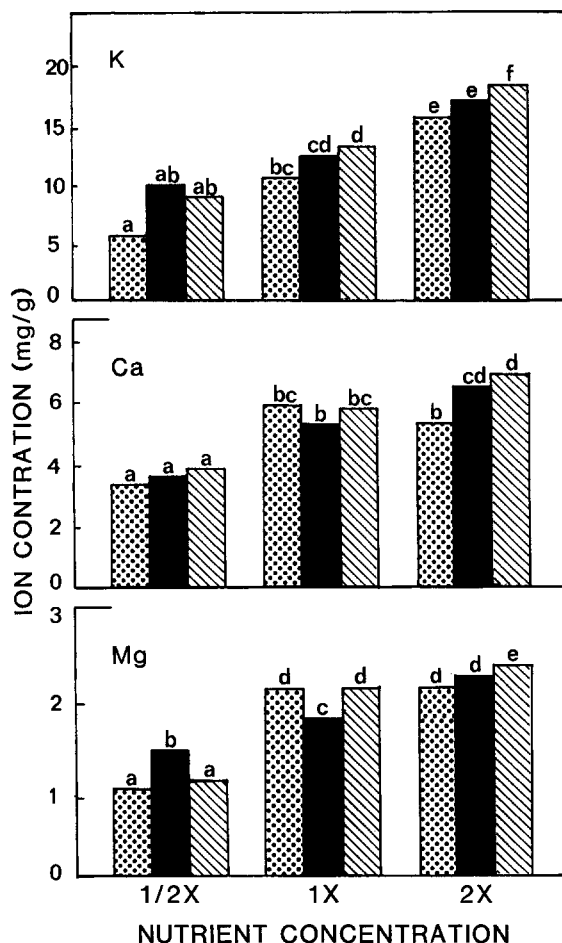 K
20
15
10
5
0
a ab ab bc cd d e e f
ION CONTRATION (mg/g)
Ca
8
6
4
2
0
a a a bc b bc b cd d
Mg
3
2
1
0
a b a d c d d d e
1/2X 1X 2X
NUTRIENT CONCENTRATION